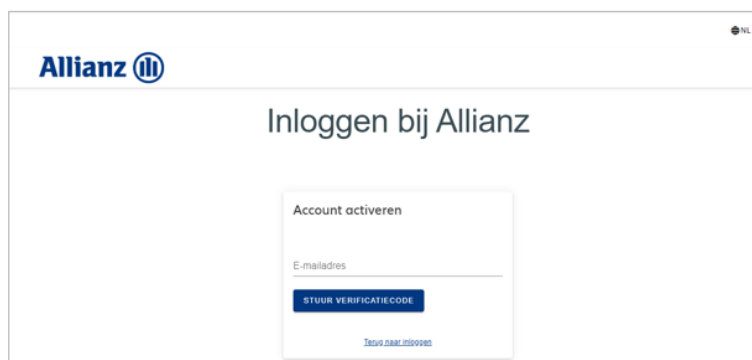 NL
Allianz
Inloggen bij Allianz
Account activeren
E-mailadres
STUUR VERIFICATIECODE
Terug naar inloggen